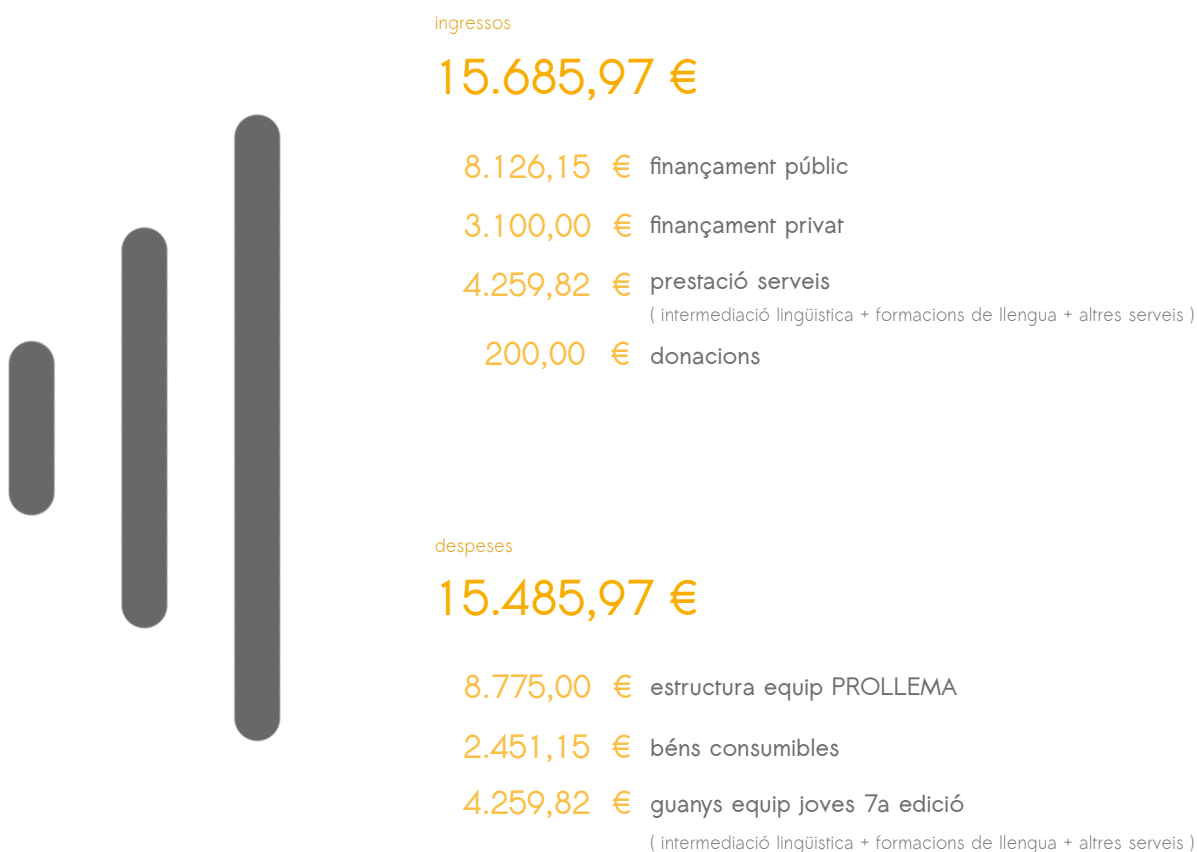 ingressos
15.685,97 €
8.126,15 € finançament públic
3.100,00 € finançament privat
4.259,82 € prestació serveis
( intermediació lingüistica + formacions de llengua + altres serveis )
200,00 € donacions
despeses
15.485,97 €
8.775,00 € estructura equip PROLLEMA
2.451,15 € béns consumibles
4.259,82 € guanys equip joves 7a edició
( intermediació lingüistica + formacions de llengua + altres serveis )